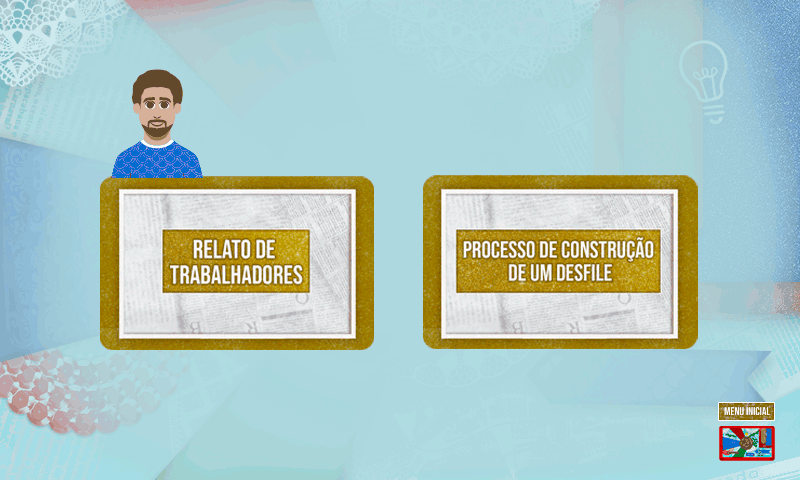 RELATO DE
TRABALHADORES
PROCESSO DE CONSTRUÇÃO
DE UM DESFILE
MENU INICIAL